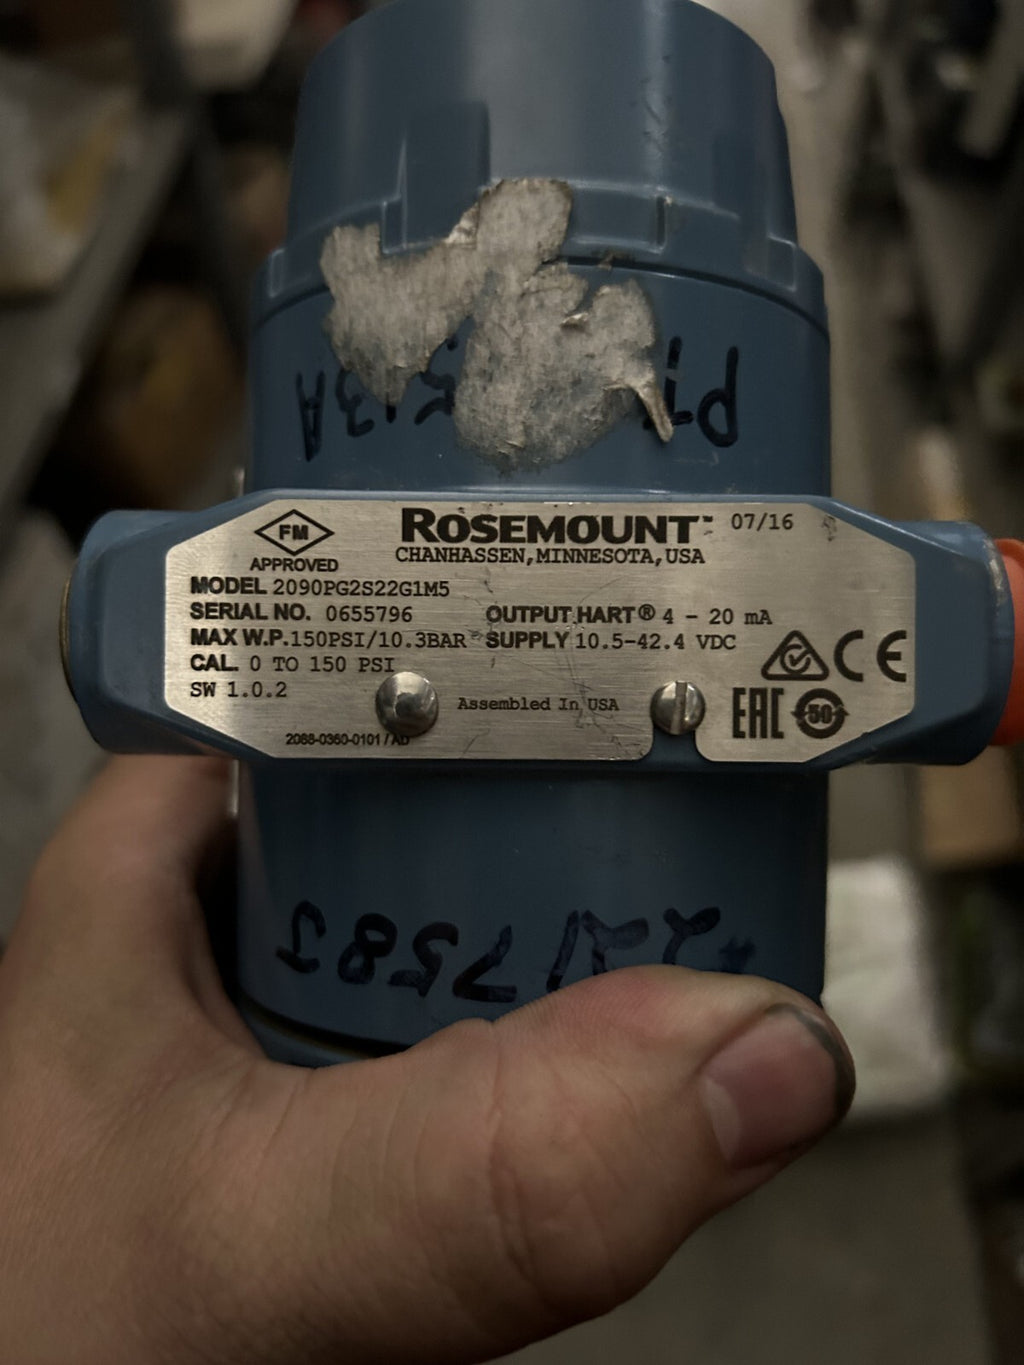 FM
APPROVED
ROSEMOUNT™ 07/16
CHANHASSEN, MINNESOTA, USA
MODEL 2090PG2S22G1M5
SERIAL NO. 0655796 OUTPUT HART® 4 - 20 mA
MAX W.P. 150PSI/10.3BAR SUPPLY 10.5-42.4 VDC
CAL. 0 TO 150 PSI
SW 1.0.2
Assembled In USA
CE
EAC 50
2088-0360-0101 / AD